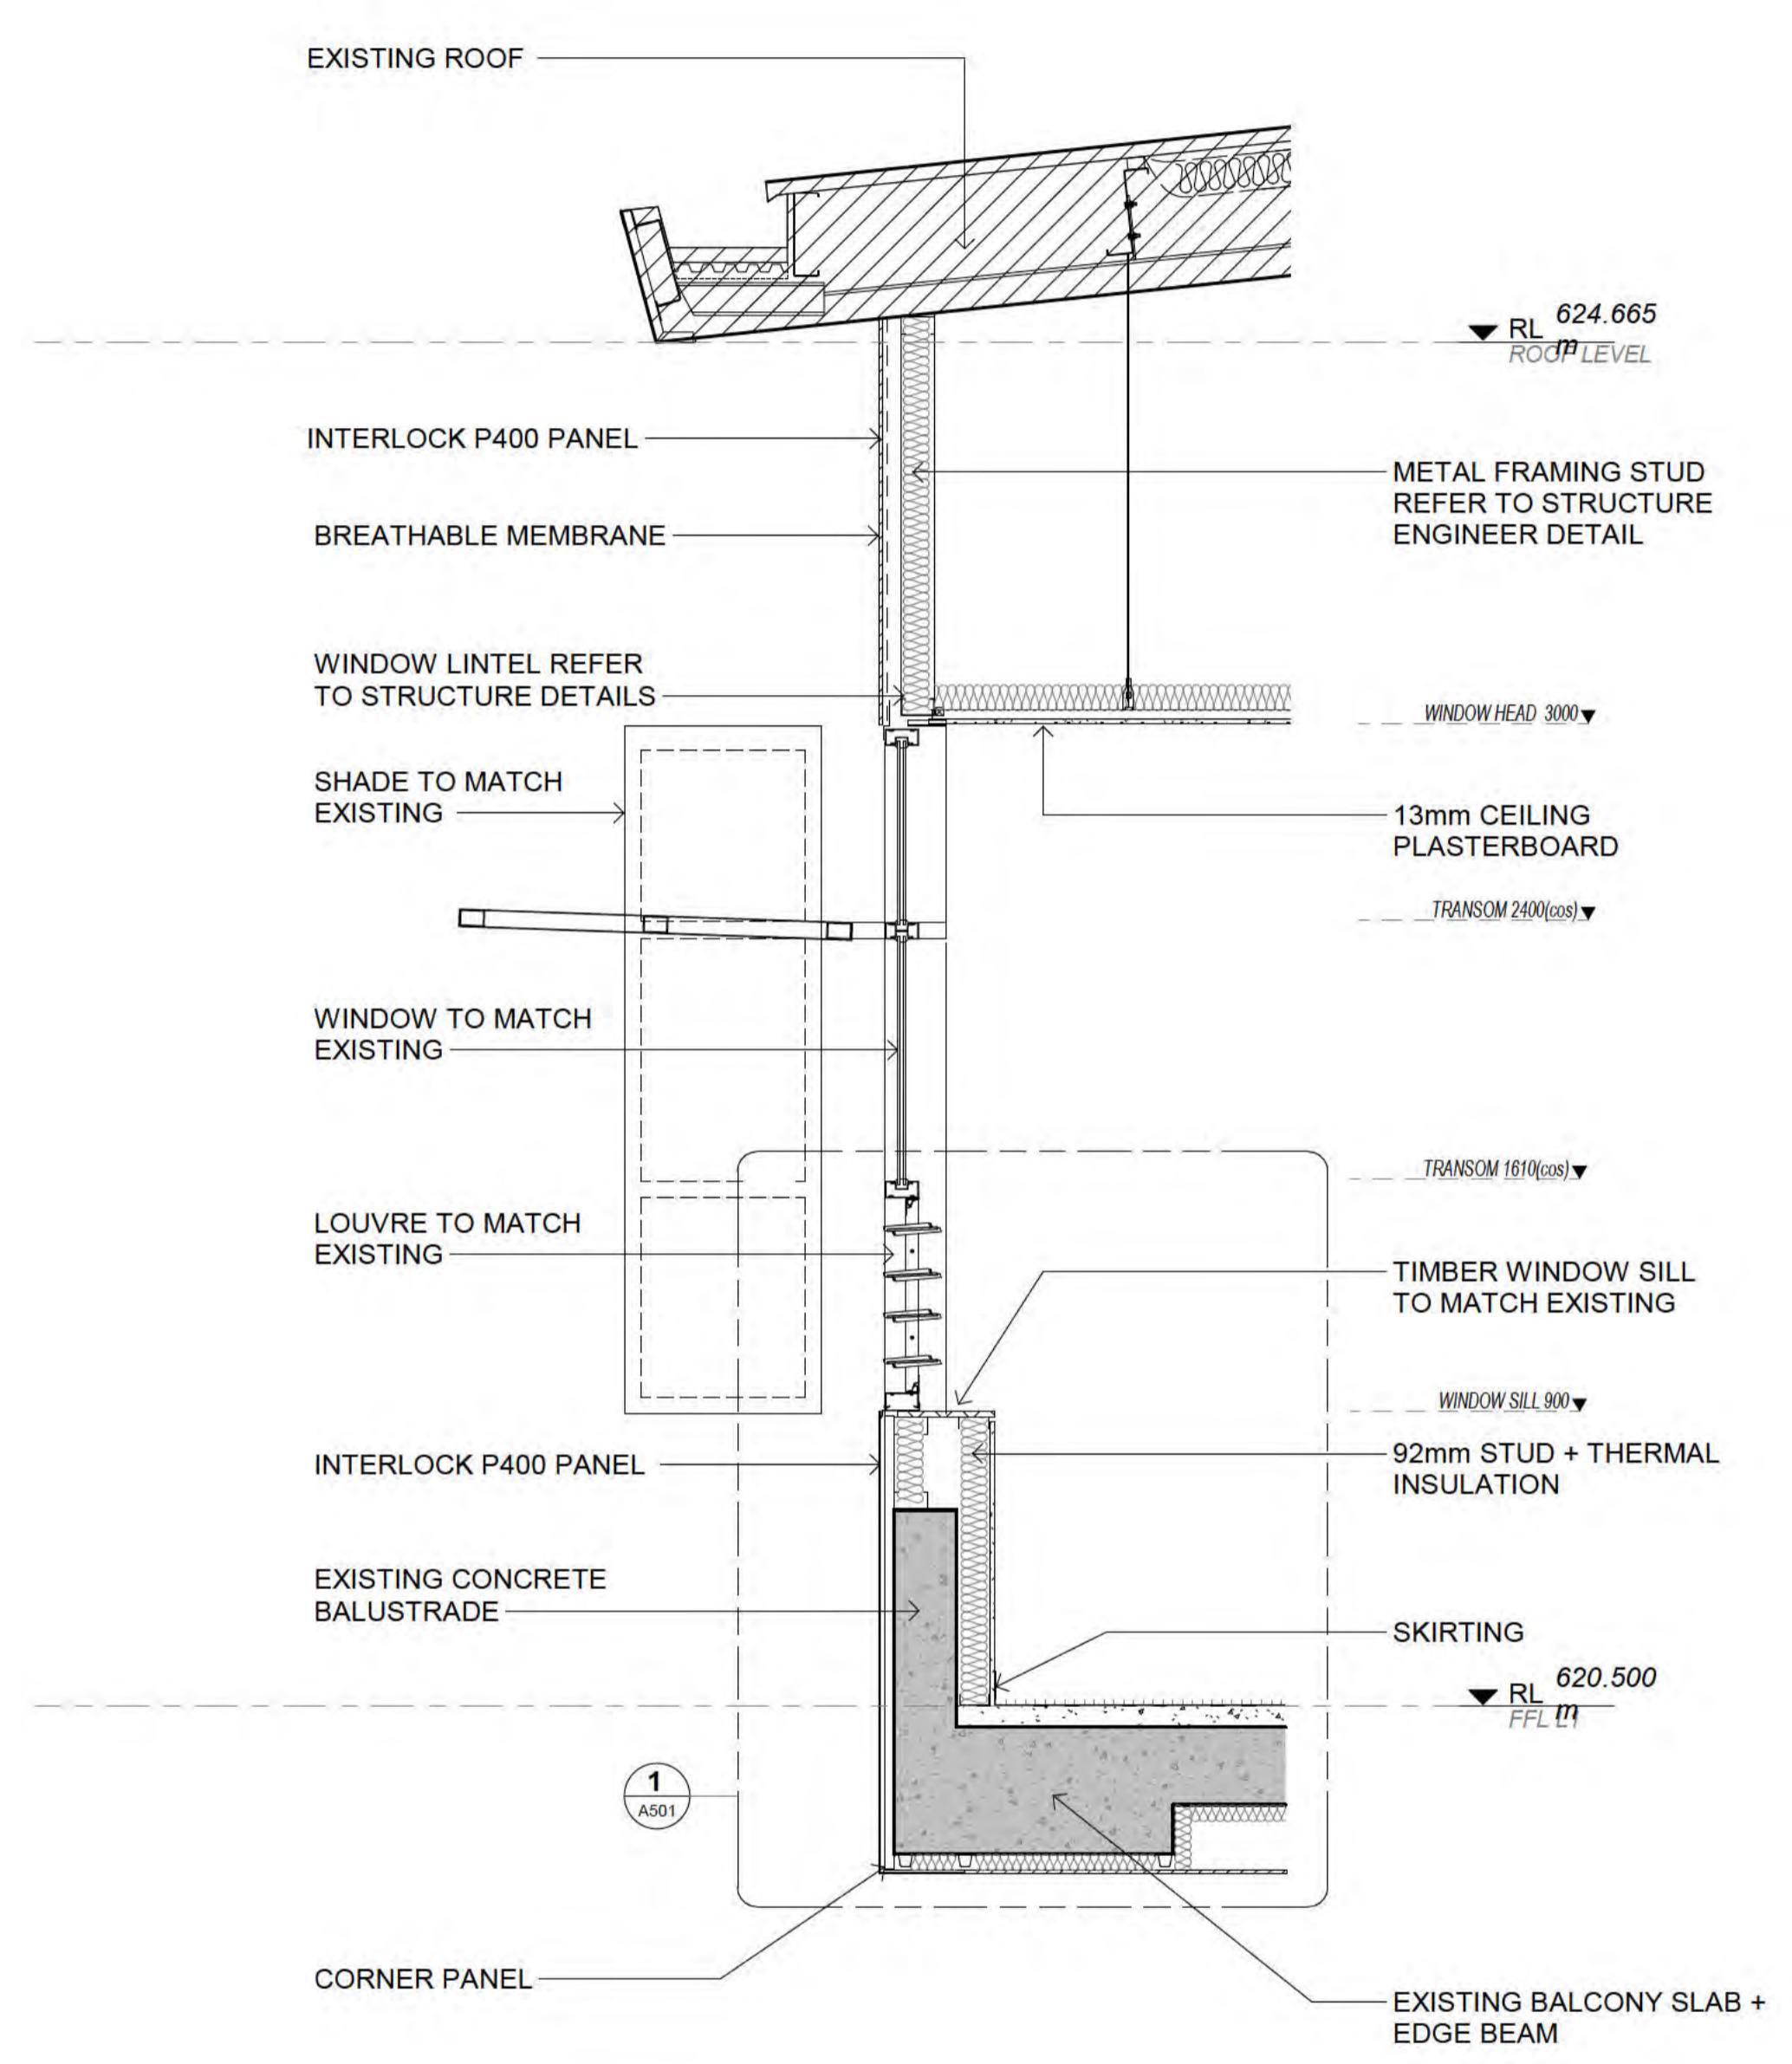 EXISTING ROOF
624.665
RL m
ROOF LEVEL
INTERLOCK P400 PANEL
METAL FRAMING STUD
REFER TO STRUCTURE
ENGINEER DETAIL
BREATHABLE MEMBRANE
WINDOW LINTEL REFER
TO STRUCTURE DETAILS
WINDOW HEAD 3000
SHADE TO MATCH
EXISTING
13mm CEILING
PLASTERBOARD
TRANSOM 2400(cos)
WINDOW TO MATCH
EXISTING
TRANSOM 1610(cos)
LOUVRE TO MATCH
EXISTING
TIMBER WINDOW SILL
TO MATCH EXISTING
WINDOW SILL 900
INTERLOCK P400 PANEL
92mm STUD + THERMAL
INSULATION
EXISTING CONCRETE
BALUSTRADE
SKIRTING
620.500
RL m
FFL L1
1
A501
CORNER PANEL
EXISTING BALCONY SLAB +
EDGE BEAM